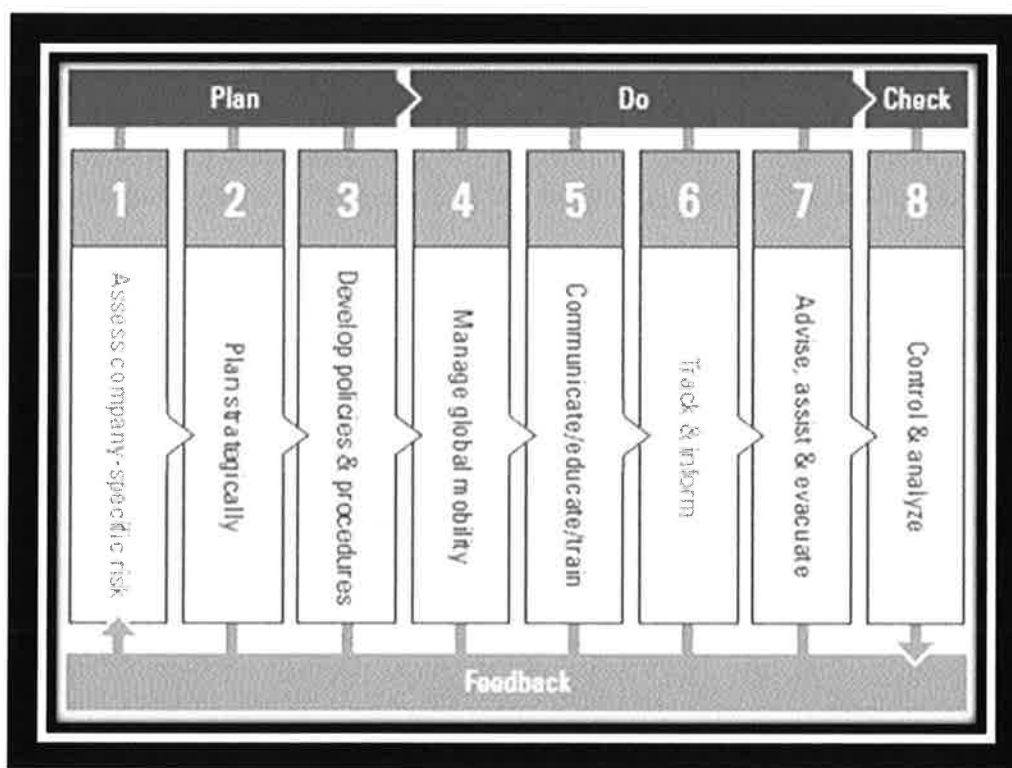 Plan
Do
Check
1
2
3
4
5
6
7
8
Assess company-specific risk
Plan strategically
Develop policies & procedures
Manage global mobility
Communicate/educate/train
Track & inform
Advise, assist & evacuate
Control & analyze
Feedback